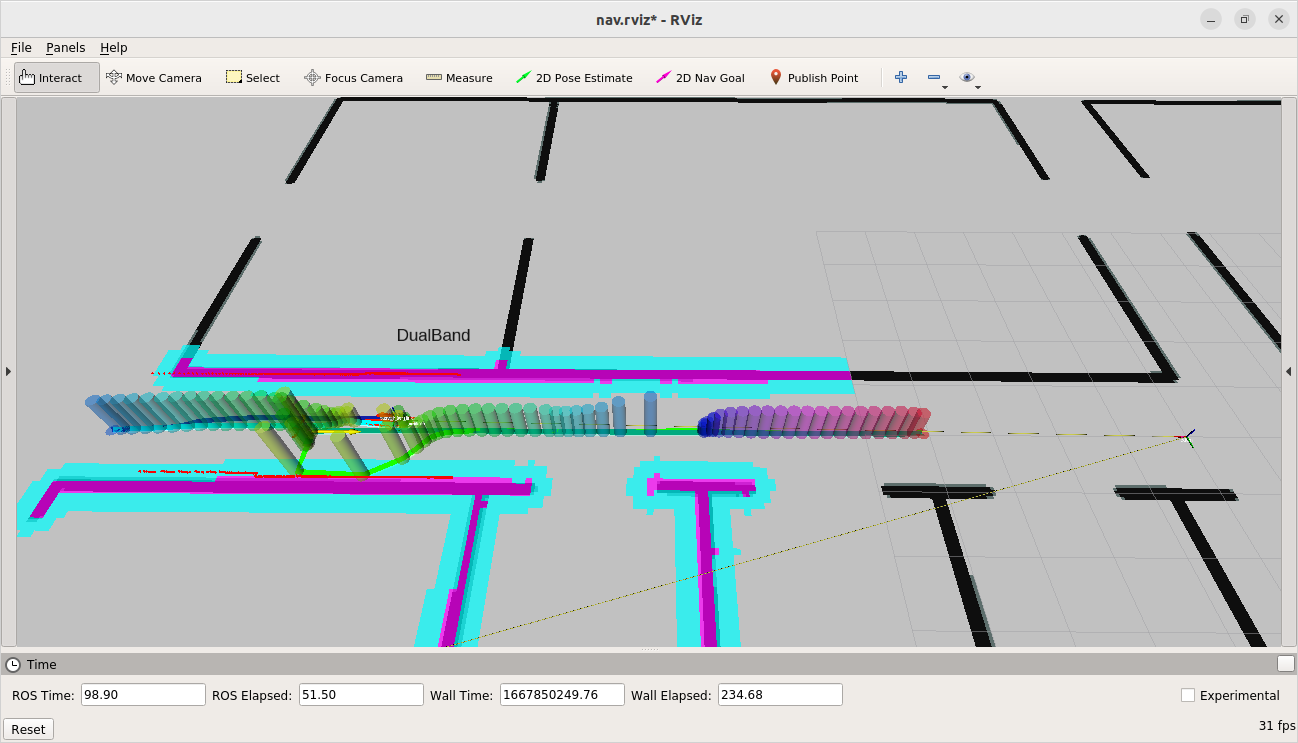 nav.rviz* - RViz
File Panels Help
Interact Move Camera Select Focus Camera Measure 2D Pose Estimate 2D Nav Goal Publish Point
DualBand
Time
ROS Time: 98.90 ROS Elapsed: 51.50 Wall Time: 1667850249.76 Wall Elapsed: 234.68 Experimental
Reset 31 fps